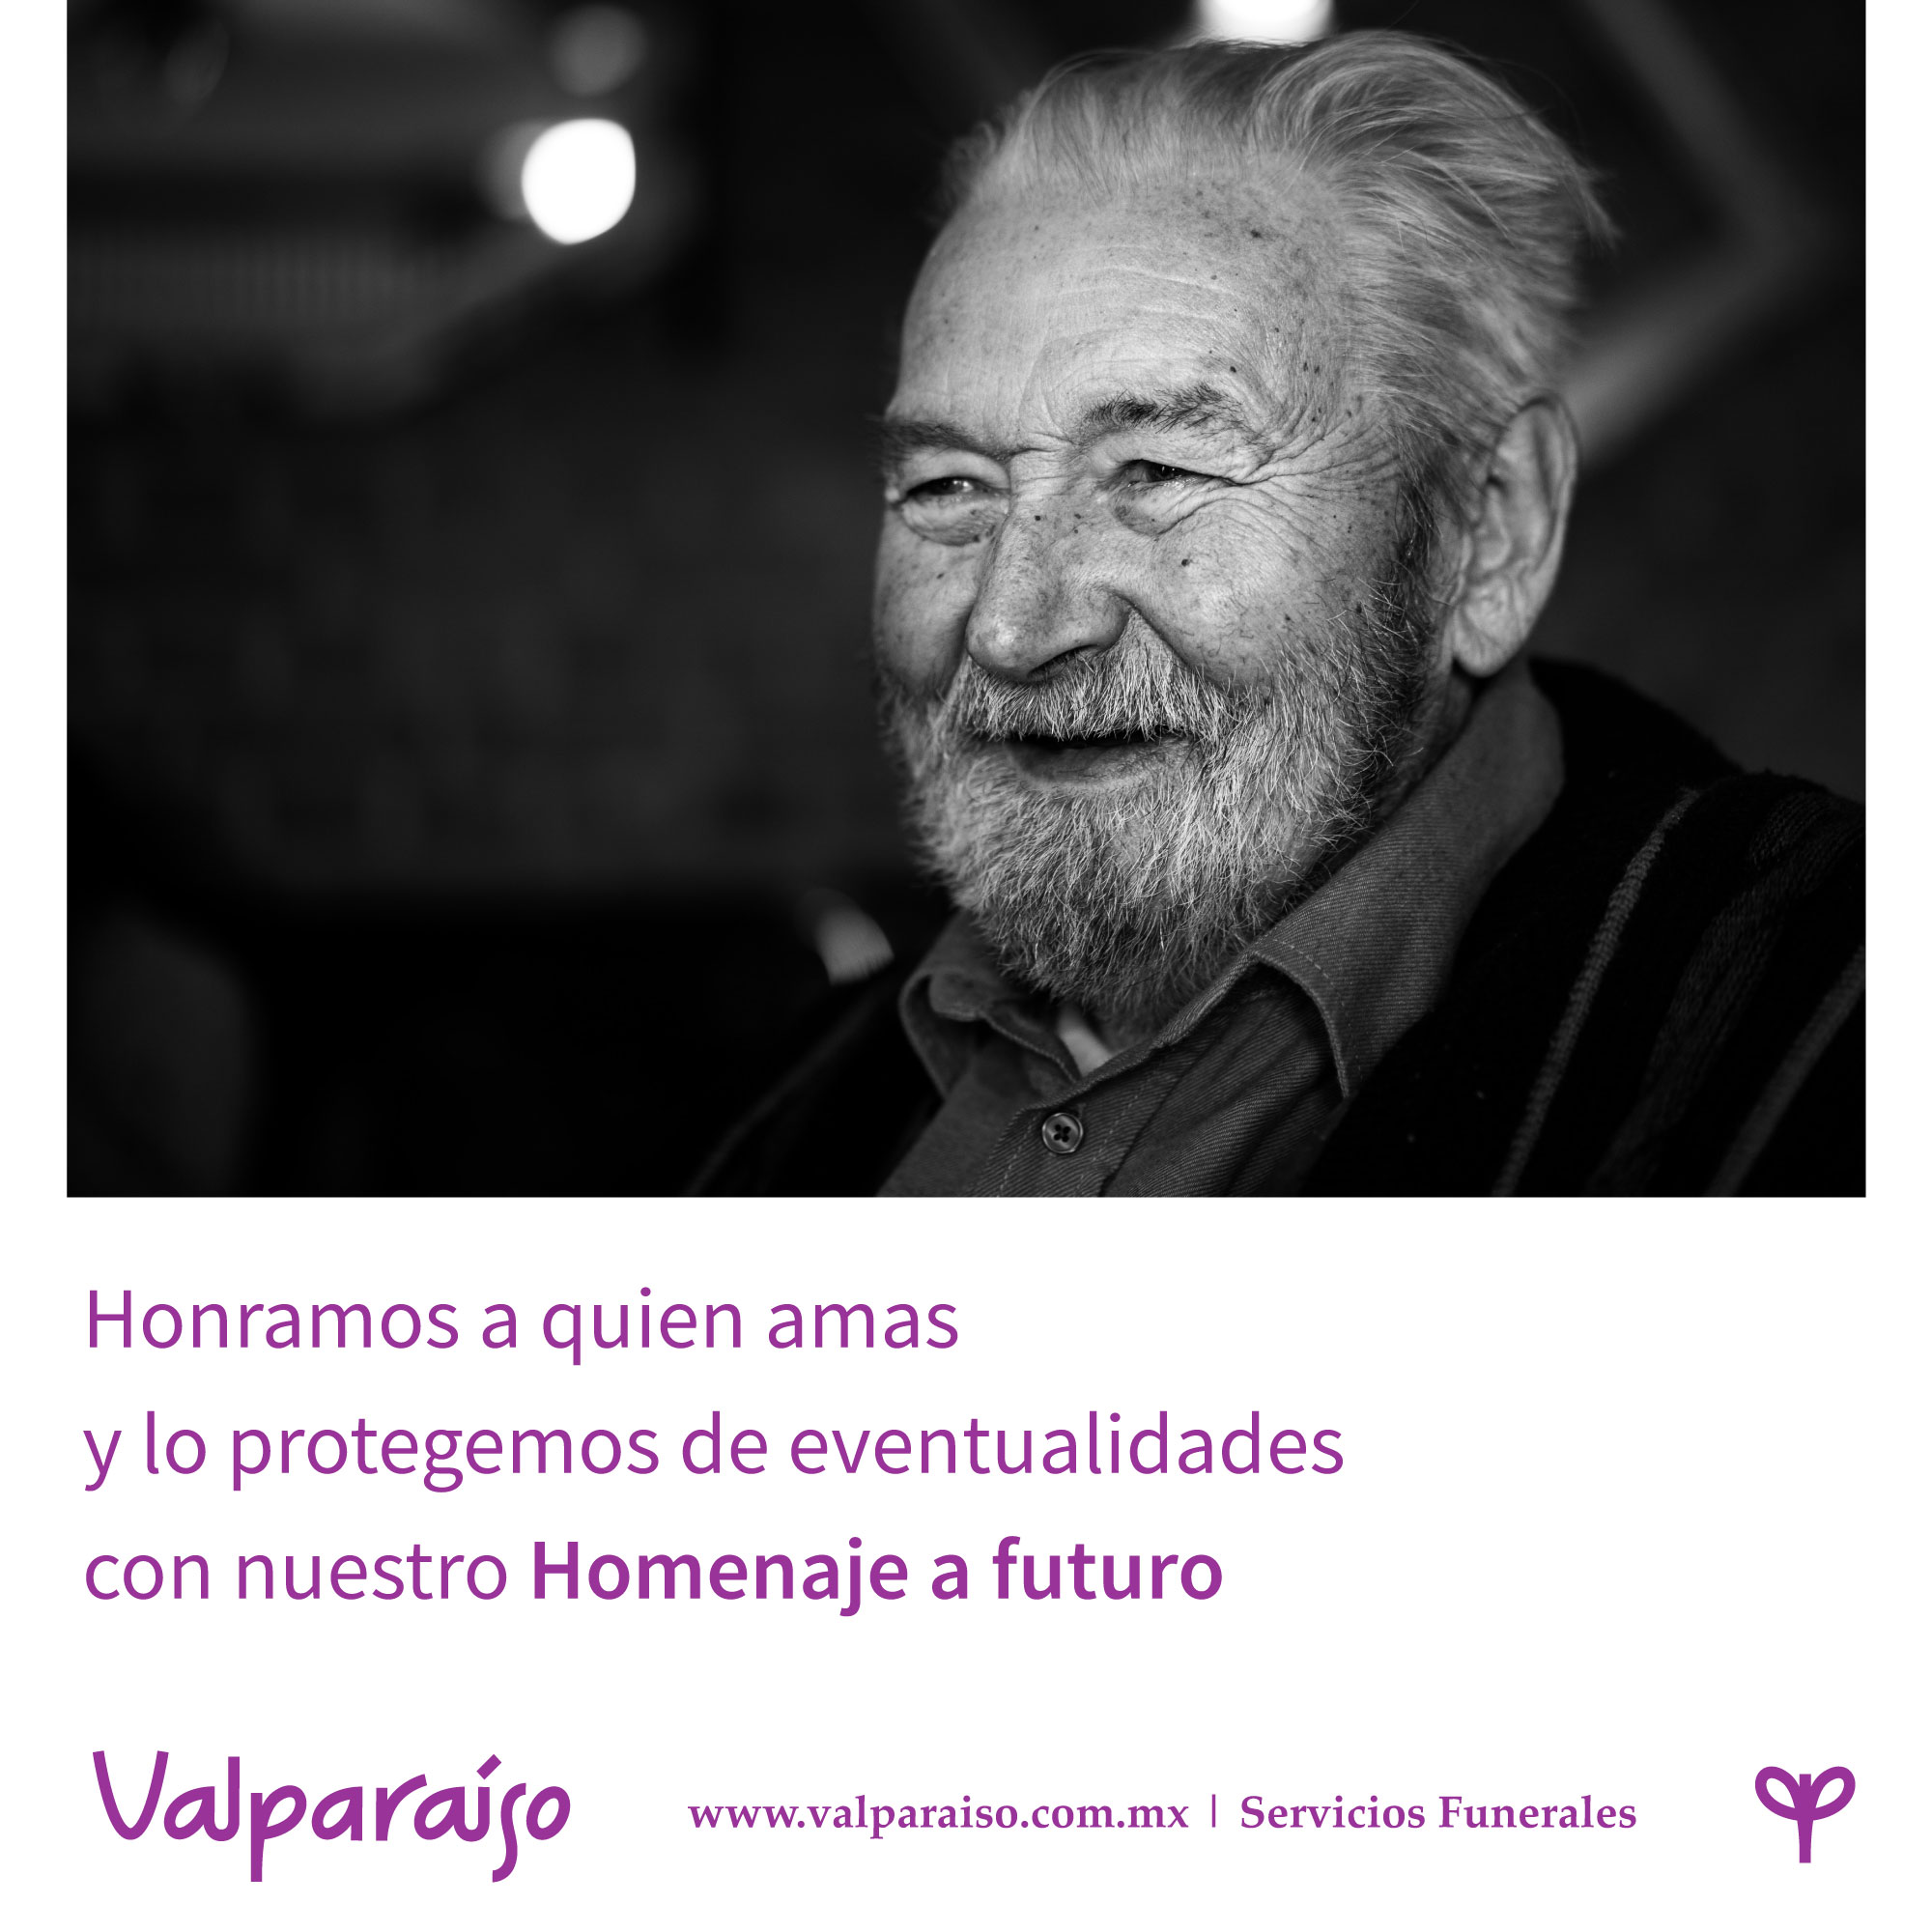 Honramos a quien amas
y lo protegemos de eventualidades
con nuestro Homenaje a futuro
Valparaíso
www.valparaiso.com.mx | Servicios Funerales